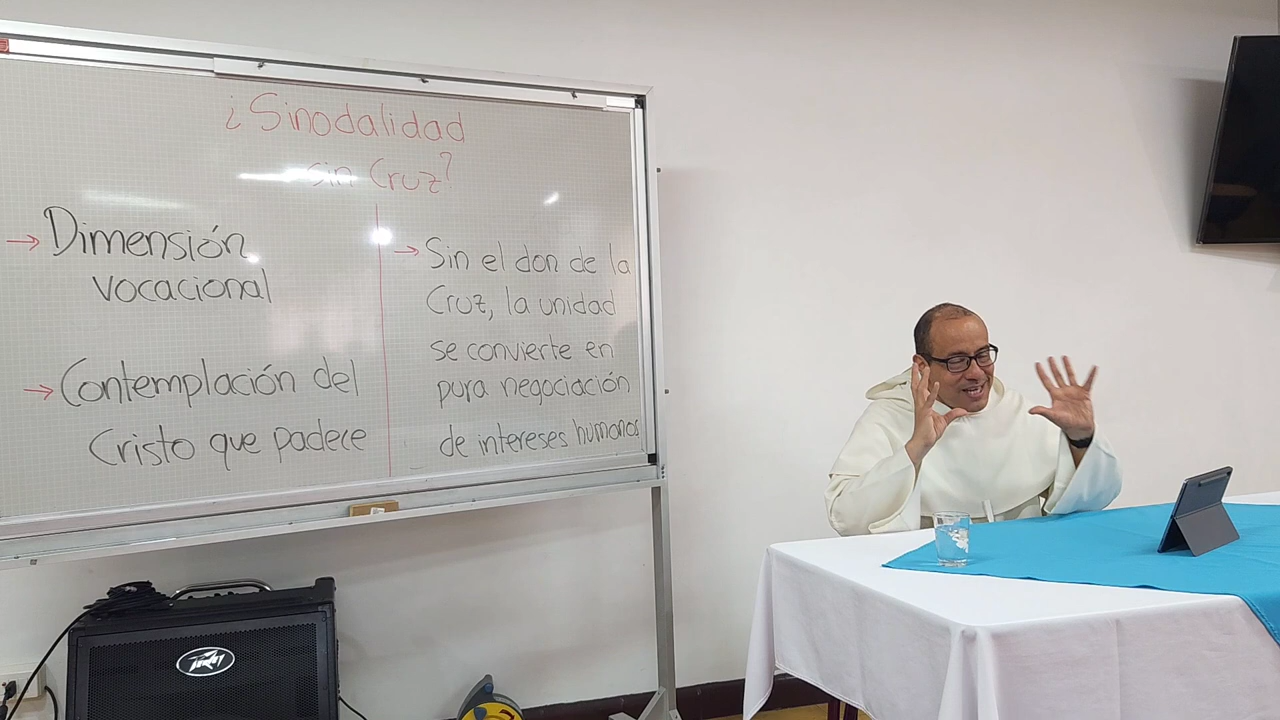 ¿Sinodalidad
sin Cruz?
→ Dimensión
vocacional
→ Contemplación del
Cristo que padece
→ Sin el don de la
Cruz, la unidad
se convierte en
pura negociación
de intereses humanos
PEAVEY